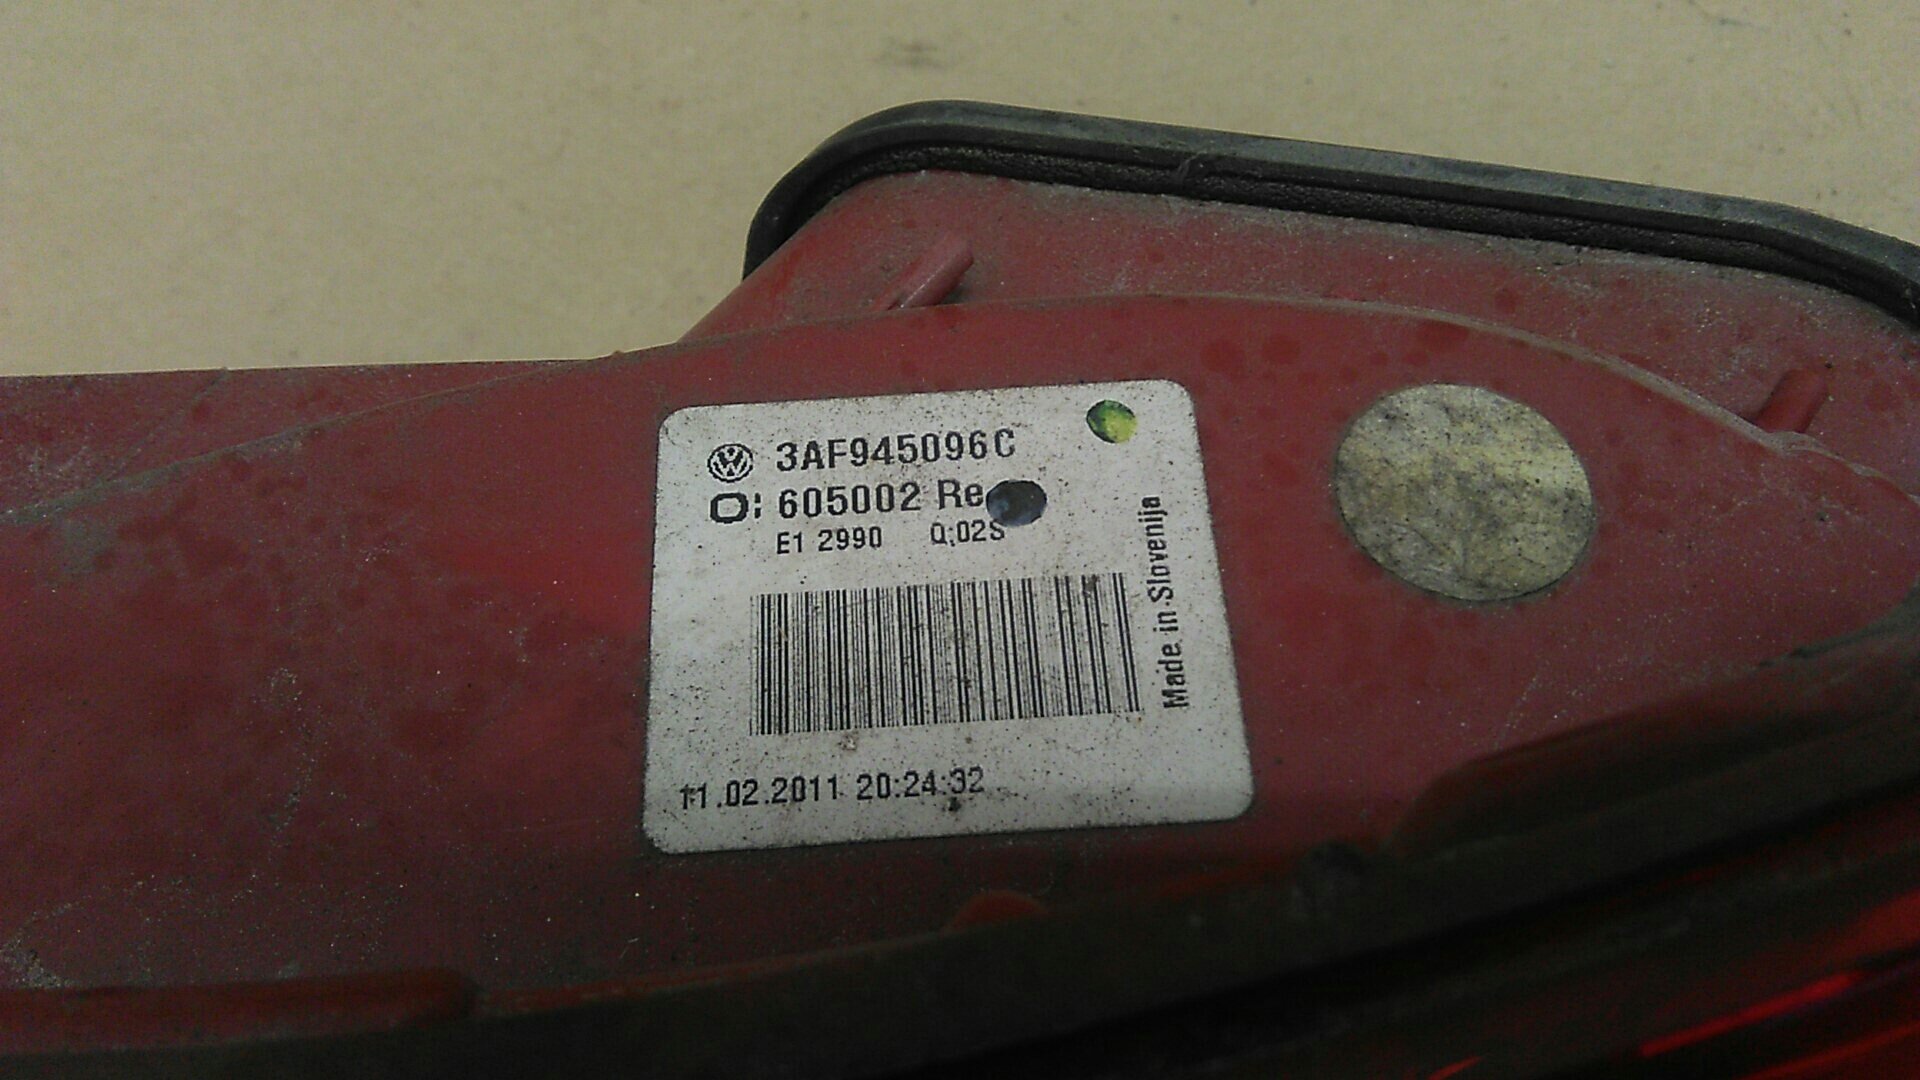 3AF945096C
605002 Re
E1 2990 Q:02S
Made in Slovenija
11.02.2011 20:24:32